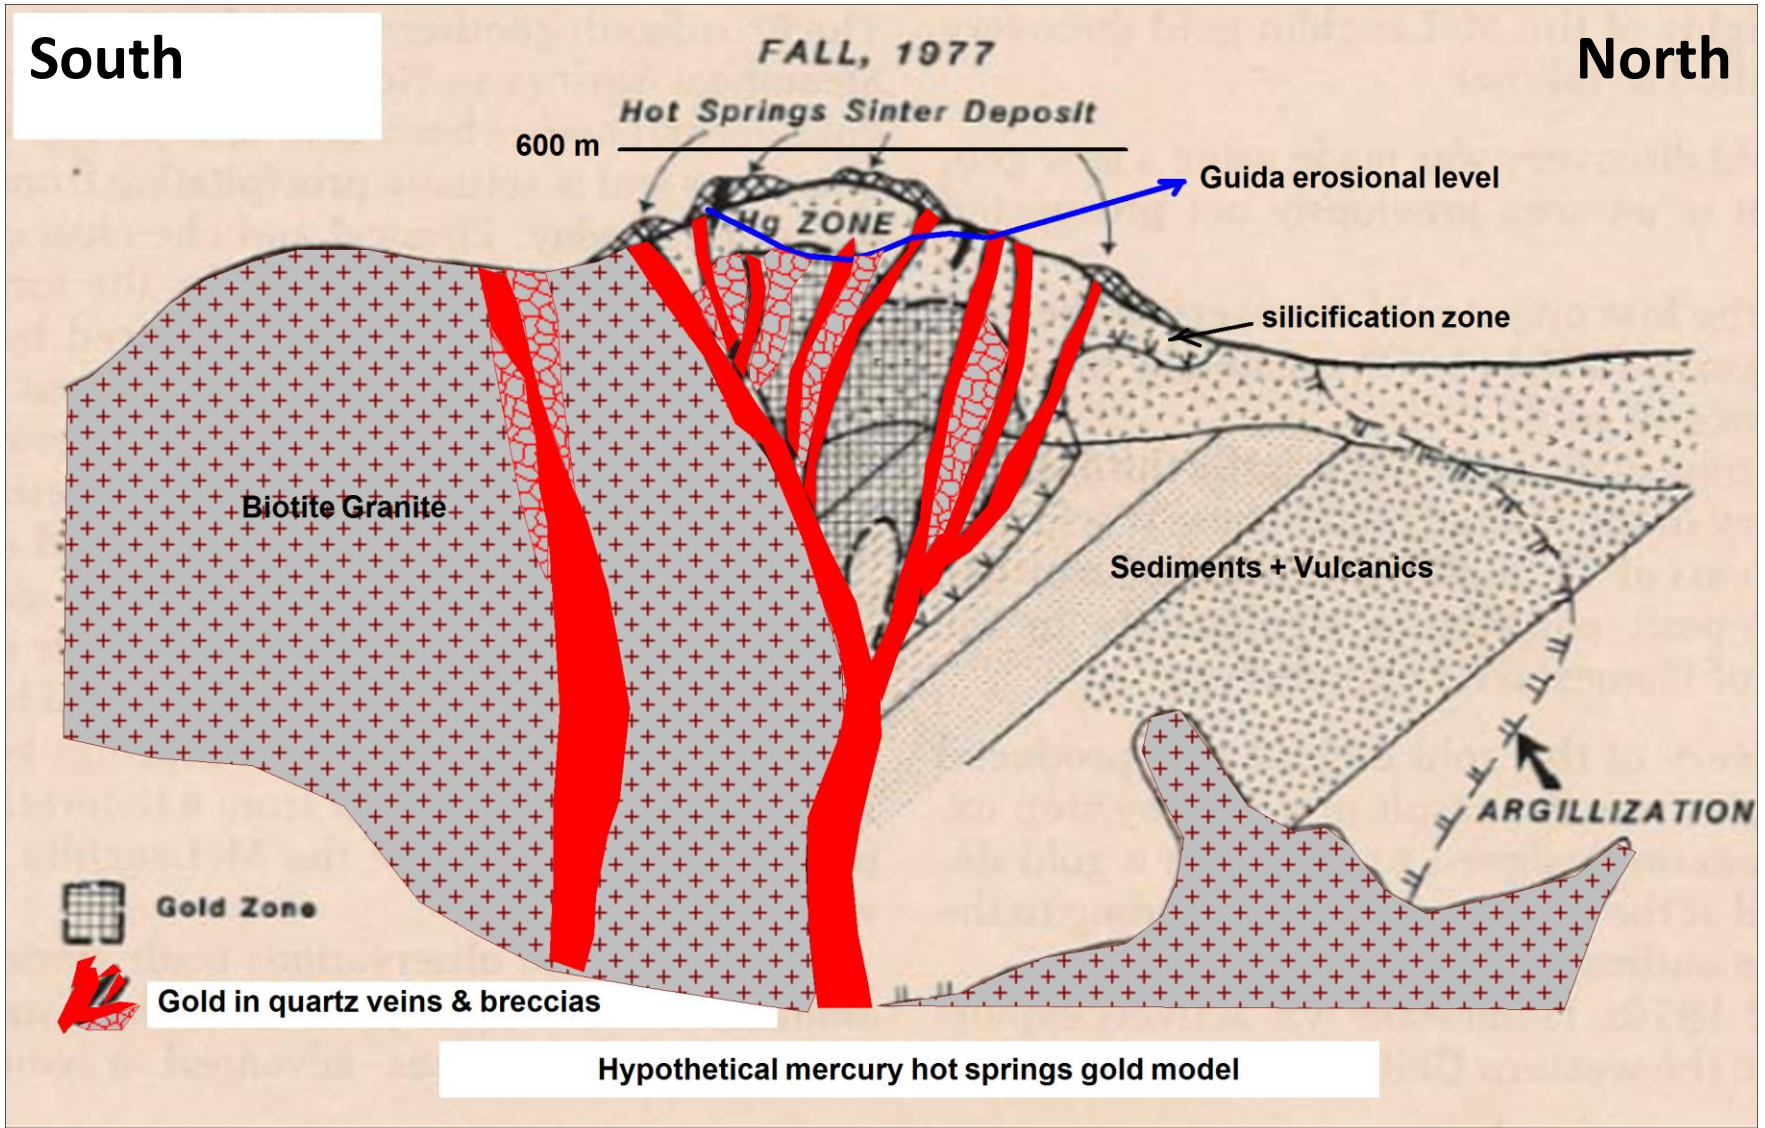 South
North
FALL, 1977
Hot Springs Sinter Deposit
600 m
Guida erosional level
Hg ZONE
silicification zone
Biotite Granite
Sediments + Vulcanics
ARGILLIZATION
Gold Zone
Gold in quartz veins & breccias
Hypothetical mercury hot springs gold model